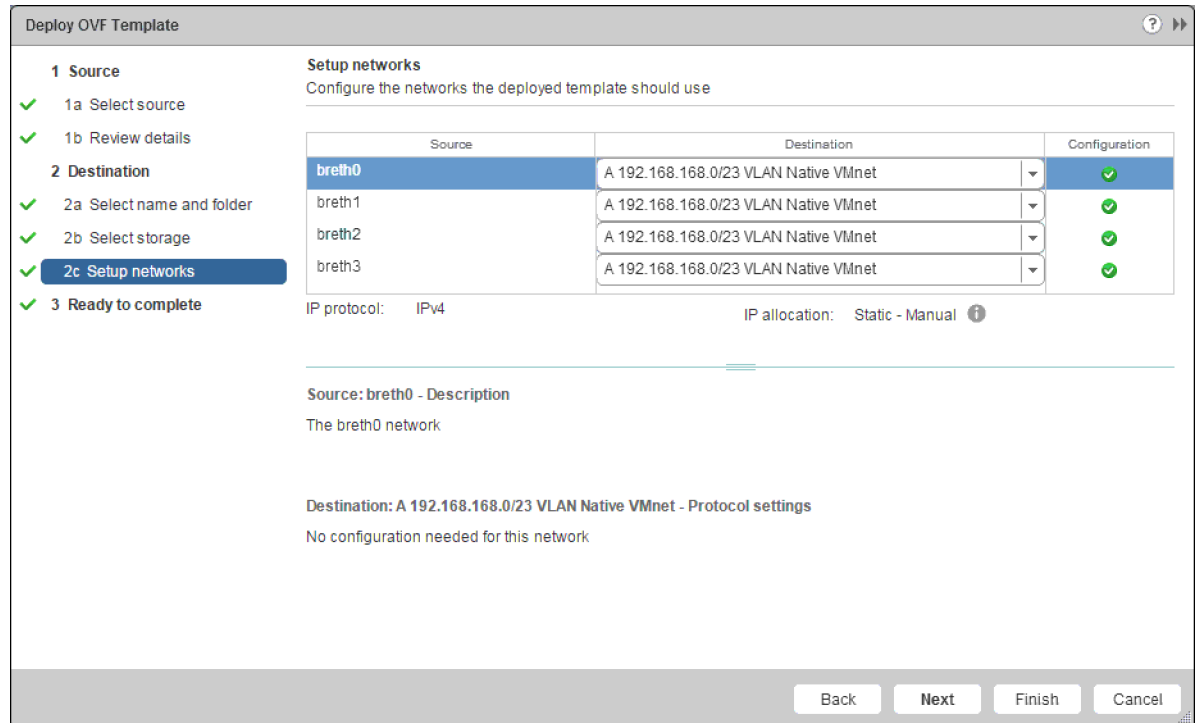 Deploy OVF Template
?
1 Source
1a Select source
1b Review details
2 Destination
2a Select name and folder
2b Select storage
2c Setup networks
3 Ready to complete
Setup networks
Configure the networks the deployed template should use
Source Destination Configuration
breth0 A 192.168.168.0/23 VLAN Native VMnet
breth1 A 192.168.168.0/23 VLAN Native VMnet
breth2 A 192.168.168.0/23 VLAN Native VMnet
breth3 A 192.168.168.0/23 VLAN Native VMnet
IP protocol: IPv4 IP allocation: Static - Manual
Source: breth0 - Description
The breth0 network
Destination: A 192.168.168.0/23 VLAN Native VMnet - Protocol settings
No configuration needed for this network
Back Next Finish Cancel